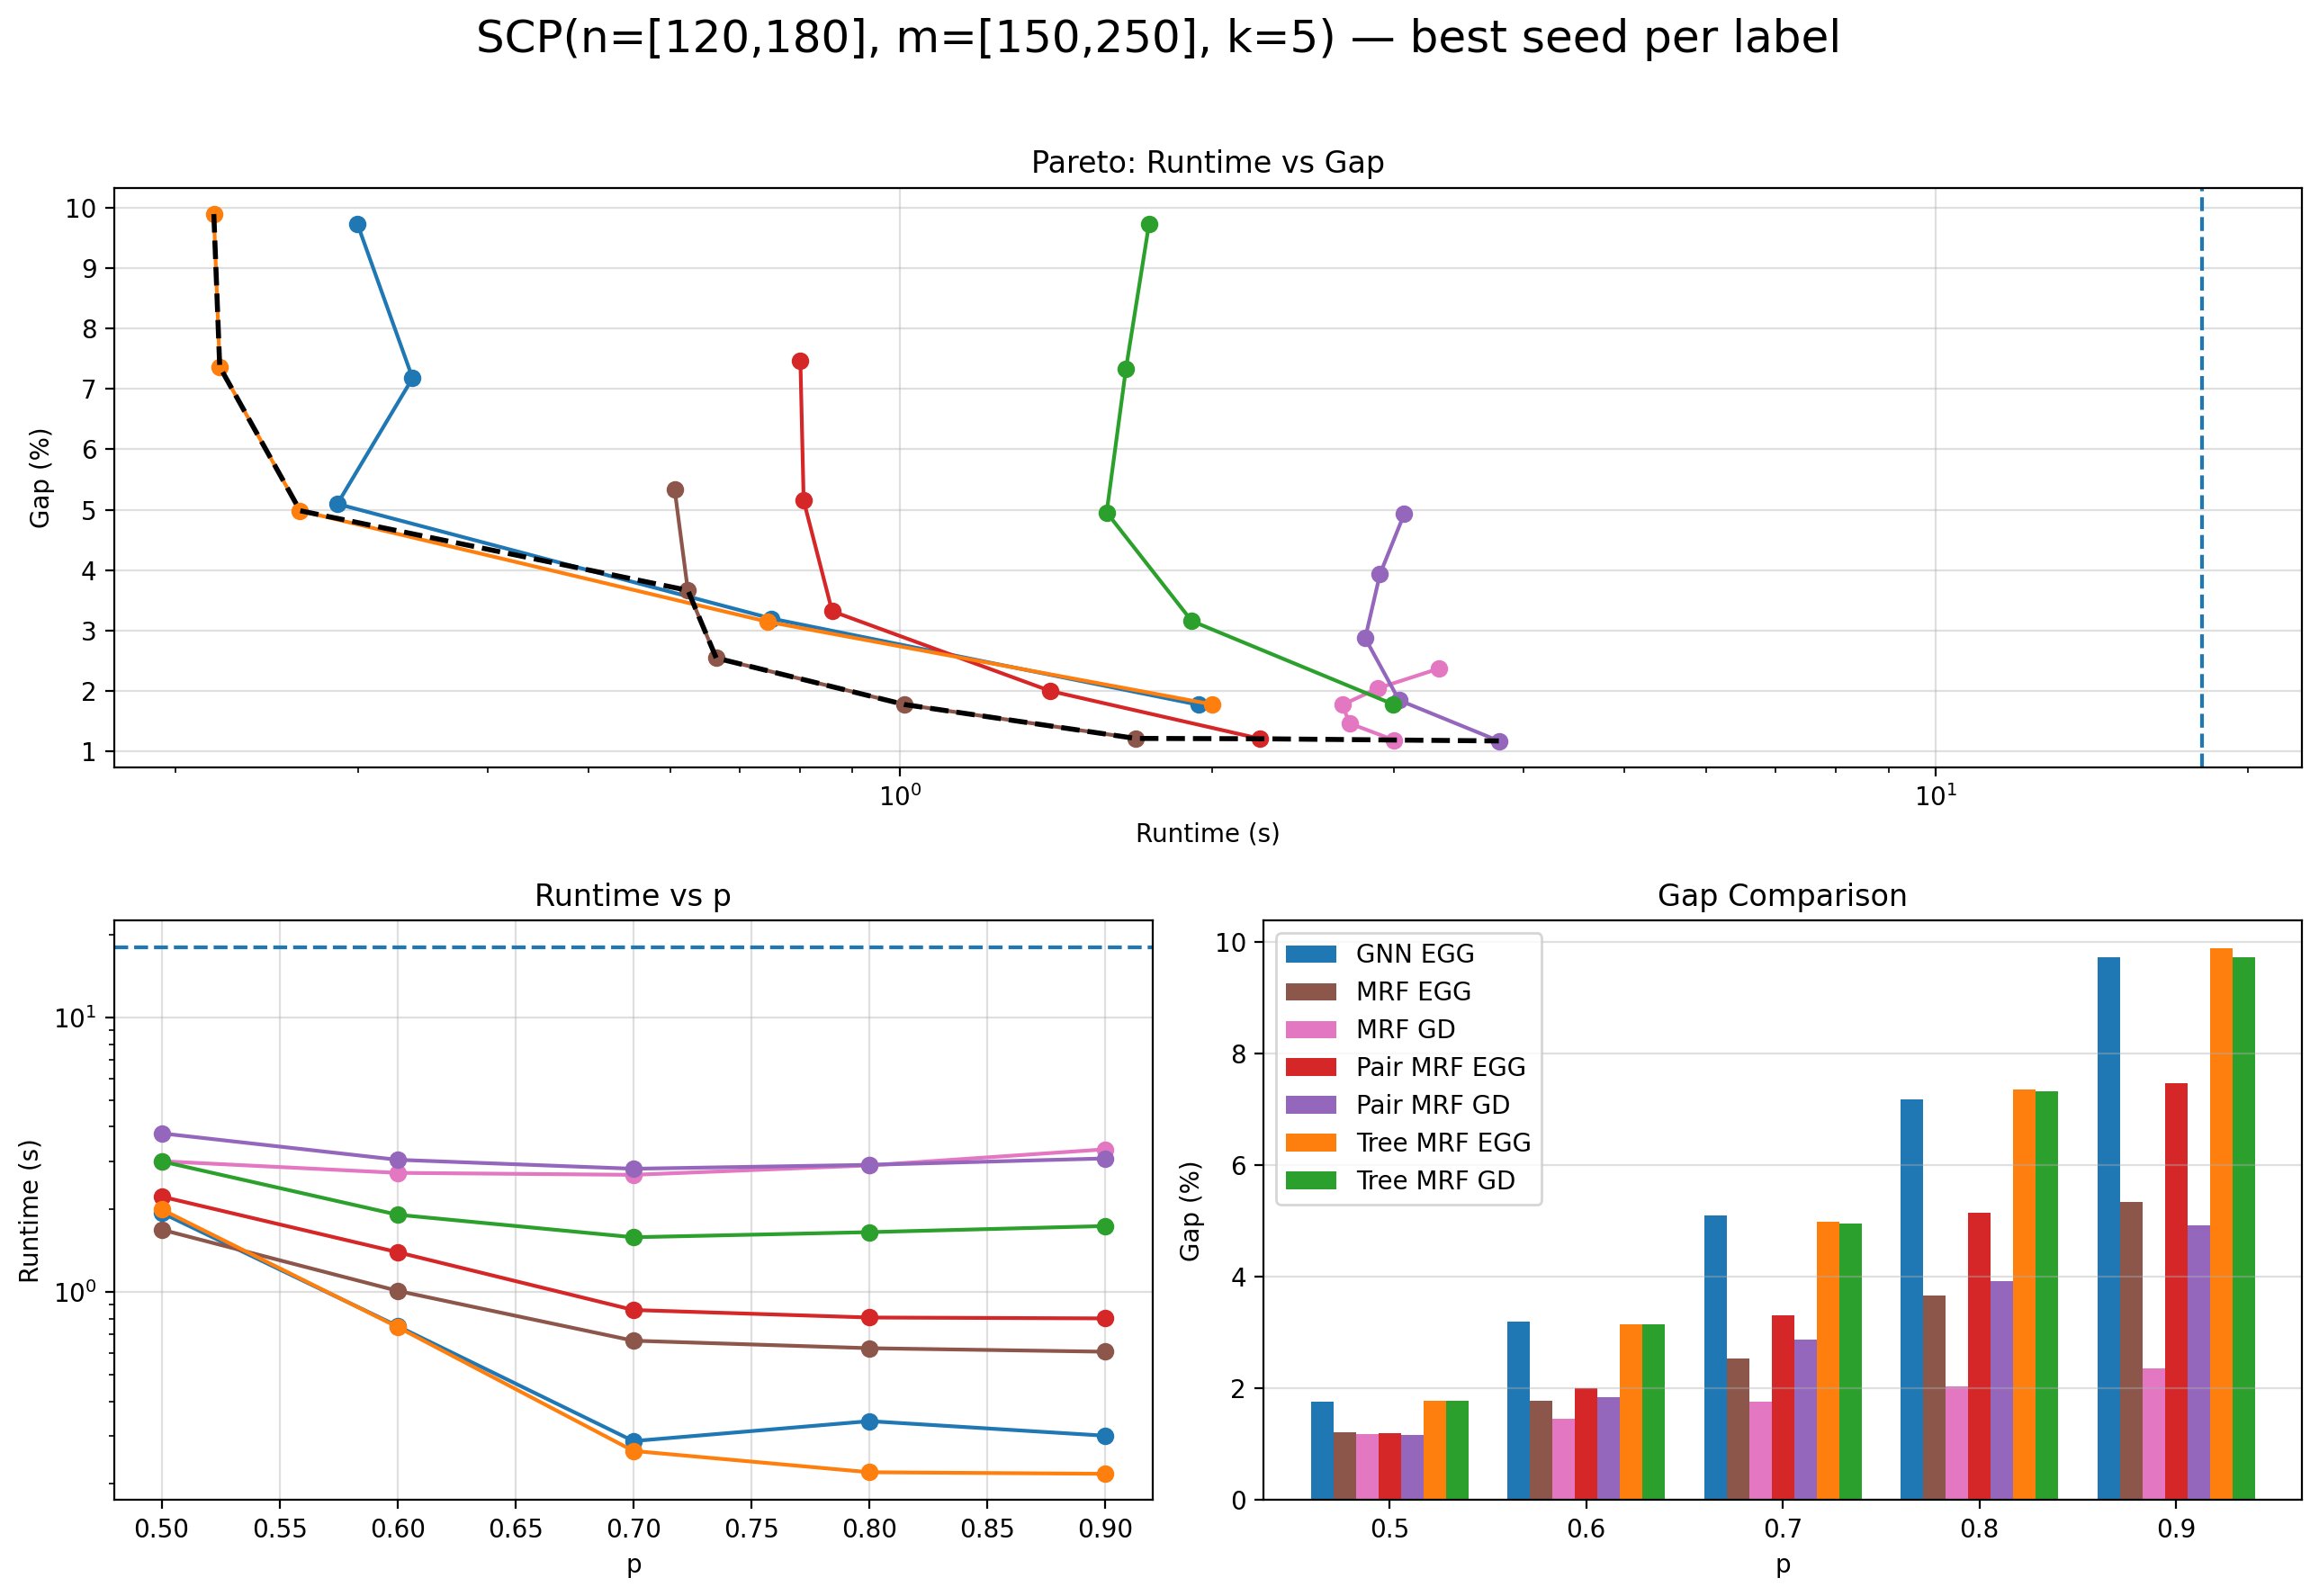 SCP(n=[120,180], m=[150,250], k=5) — best seed per label
Pareto: Runtime vs Gap
Gap (%)
10
9
8
7
6
5
4
3
2
1
10⁰
10¹
Runtime (s)
Runtime vs p
Runtime (s)
10¹
10⁰
0.50
0.55
0.60
0.65
0.70
0.75
0.80
0.85
0.90
p
Gap Comparison
Gap (%)
10
8
6
4
2
0
GNN EGG
MRF EGG
MRF GD
Pair MRF EGG
Pair MRF GD
Tree MRF EGG
Tree MRF GD
0.5
0.6
0.7
0.8
0.9
p